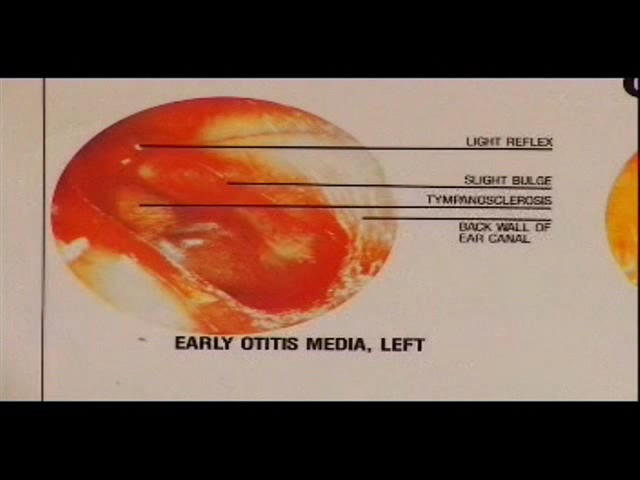 LIGHT REFLEX
SLIGHT BULGE
TYMPANOSCLEROSIS
BACK WALL OF
EAR CANAL
EARLY OTITIS MEDIA, LEFT